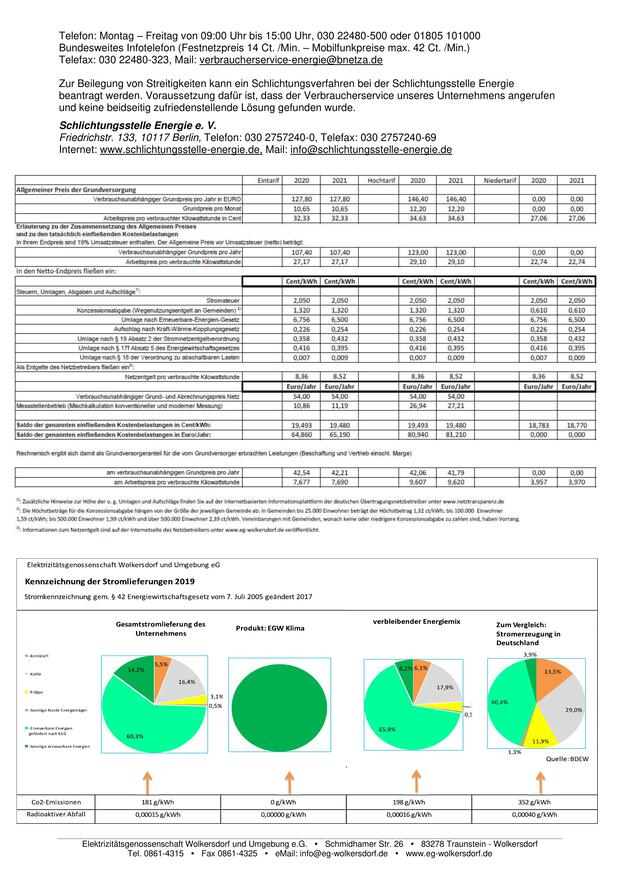 Telefon: Montag – Freitag von 09:00 Uhr bis 15:00 Uhr, 030 22480-500 oder 01805 101000
Bundesweites Infotelefon (Festnetzpreis 14 Ct. /Min. – Mobilfunkpreise max. 42 Ct. /Min.)
Telefax: 030 22480-323, Mail: verbraucherservice-energie@bnetza.de
Zur Beilegung von Streitigkeiten kann ein Schlichtungsverfahren bei der Schlichtungsstelle Energie
beantragt werden. Voraussetzung dafür ist, dass der Verbraucherservice unseres Unternehmens angerufen
und keine beidseitig zufriedenstellende Lösung gefunden wurde.
Schlichtungsstelle Energie e. V.
Friedrichstr. 133, 10117 Berlin, Telefon: 030 2757240-0, Telefax: 030 2757240-69
Internet: www.schlichtungsstelle-energie.de, Mail: info@schlichtungsstelle-energie.de
Eintarif 2020 2021 Hochtarif 2020 2021 Niedertarif 2020 2021
Allgemeiner Preis der Grundversorgung
Verbrauchsunabhängiger Grundpreis pro Jahr in EURO 127,80 127,80 146,40 146,40 0,00 0,00
Grundpreis pro Monat 10,65 10,65 12,20 12,20 0,00 0,00
Arbeitspreis pro verbrauchter Kilowattstunde in Cent 32,33 32,33 34,63 34,63 27,06 27,06
Erläuterung zu der Zusammensetzung des Allgemeinen Preises
und zu den tatsächlich einfließenden Kostenbelastungen
In Ihrem Endpreis sind 19% Umsatzsteuer enthalten. Der Allgemeine Preis vor Umsatzsteuer (netto) beträgt:
Verbrauchsunabhängiger Grundpreis pro Jahr 107,40 107,40 123,00 123,00 0,00 0,00
Arbeitspreis pro verbrauchte Kilowattstunde 27,17 27,17 29,10 29,10 22,74 22,74
In den Netto-Endpreis fließen ein:
Cent/kWh Cent/kWh Cent/kWh Cent/kWh Cent/kWh Cent/kWh
Steuern, Umlagen, Abgaben und Aufschläge¹⁾:
Stromsteuer 2,050 2,050 2,050 2,050 2,050 2,050
Konzessionsabgabe (Wegenutzungsentgelt an Gemeinden) ²⁾ 1,320 1,320 1,320 1,320 0,610 0,610
Umlage nach Erneuerbare-Energien-Gesetz 6,756 6,500 6,756 6,500 6,756 6,500
Aufschlag nach Kraft-Wärme-Kopplungsgesetz 0,226 0,254 0,226 0,254 0,226 0,254
Umlage nach § 19 Absatz 2 der Stromnetzentgeltverordnung 0,358 0,432 0,358 0,432 0,358 0,432
Umlage nach § 17f Absatz 5 des Energiewirtschaftsgesetzes 0,416 0,395 0,416 0,395 0,416 0,395
Umlage nach § 18 der Verordnung zu abschaltbaren Lasten 0,007 0,009 0,007 0,009 0,007 0,009
Als Entgelte des Netzbetreibers fließen ein³⁾:
Netzentgelt pro verbrauchte Kilowattstunde 8,36 8,52 8,36 8,52 8,36 8,52
Euro/Jahr Euro/Jahr Euro/Jahr Euro/Jahr Euro/Jahr Euro/Jahr
Verbrauchsunabhängiger Grund- und Abrechnungspreis Netz 54,00 54,00 54,00 54,00
Messstellenbetrieb (Mischkalkulation konventioneller und moderner Messung) 10,86 11,19 26,94 27,21
Saldo der genannten einfließenden Kostenbelastungen in Cent/kWh: 19,493 19,480 19,493 19,480 18,783 18,770
Saldo der genannten einfließenden Kostenbelastungen in Euro/Jahr: 64,860 65,190 80,940 81,210 0,000 0,000
Rechnerisch ergibt sich damit als Grundversorgeranteil für die vom Grundversorger erbrachten Leistungen (Beschaffung und Vertrieb einschl. Marge)
am verbrauchsunabhängigen Grundpreis pro Jahr 42,54 42,21 42,06 41,79 0,00 0,00
am Arbeitspreis pro verbrauchte Kilowattstunde 7,677 7,690 9,607 9,620 3,957 3,970
¹⁾: Zusätzliche Hinweise zur Höhe der o. g. Umlagen und Aufschläge finden Sie auf der Internetbasierten Informationsplattform der deutschen Übertragungsnetzbetreiber unter www.netztransparenz.de
²⁾: Die Höchstbeträge für die Konzessionsabgabe hängen von der Größe der jeweiligen Gemeinde ab: in Gemeinden bis 25.000 Einwohner beträgt der Höchstbetrag 1,32 ct/kWh; bis 100.000 Einwohner
1,59 ct/kWh; bis 500.000 Einwohner 1,99 ct/kWh und über 500.000 Einwohner 2,39 ct/kWh. Vereinbarungen mit Gemeinden, wonach keine oder niedrigere Konzessionsabgabe zu zahlen sind, haben Vorrang.
³⁾: Informationen zum Netzentgelt sind auf der Internetseite des Netzbetreibers unter www.eg-wolkersdorf.de veröffentlicht.
Elektrizitätsgenossenschaft Wolkersdorf und Umgebung eG
Kennzeichnung der Stromlieferungen 2019
Stromkennzeichnung gem. § 42 Energiewirtschaftsgesetz vom 7. Juli 2005 geändert 2017
Gesamtstromlieferung des
Unternehmens
Produkt: EGW Klima
verbleibender Energiemix
Zum Vergleich:
Stromerzeugung in
Deutschland
Kernkraft
Kohle
Erdgas
Sonstige fossile Energieträger
Erneuerbare Energien
gefördert nach EEG
Sonstige erneuerbare Energien
14,2% 5,5% 16,4% 3,1% 0,5% 60,3%
6,2% 6,1% 17,9% 0,5 65,9%
3,9% 13,5% 29,0% 11,9% 1,3% 40,4%
Quelle: BDEW
Co2-Emissionen 181 g/kWh 0 g/kWh 198 g/kWh 352 g/kWh
Radioaktiver Abfall 0,00015 g/kWh 0,00000 g/kWh 0,00016 g/kWh 0,00040 g/kWh
Elektrizitätsgenossenschaft Wolkersdorf und Umgebung e.G. • Schmidhamer Str. 26 • 83278 Traunstein - Wolkersdorf
Tel. 0861-4315 • Fax 0861-4325 • eMail: info@eg-wolkersdorf.de • www.eg-wolkersdorf.de